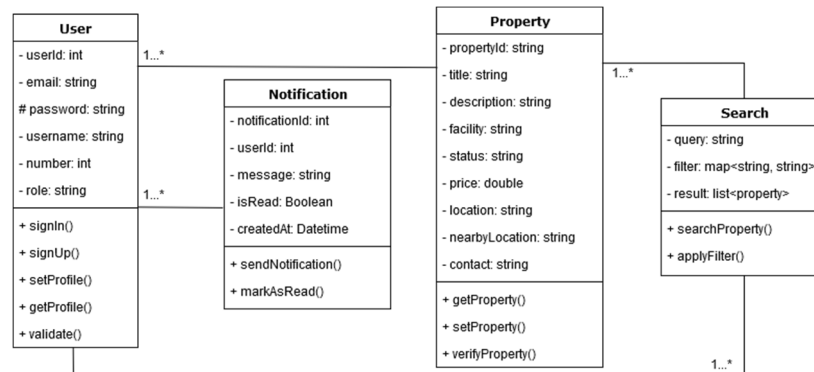 User
- userId: int
- email: string
# password: string
- username: string
- number: int
- role: string
+ signIn()
+ signUp()
+ setProfile()
+ getProfile()
+ validate()
1...*
1...*
Notification
- notificationId: int
- userId: int
- message: string
- isRead: Boolean
- createdAt: Datetime
+ sendNotification()
+ markAsRead()
Property
- propertyId: string
- title: string
- description: string
- facility: string
- status: string
- price: double
- location: string
- nearbyLocation: string
- contact: string
+ getProperty()
+ setProperty()
+ verifyProperty()
1...*
Search
- query: string
- filter: map<string, string>
- result: list<property>
+ searchProperty()
+ applyFilter()
1...*